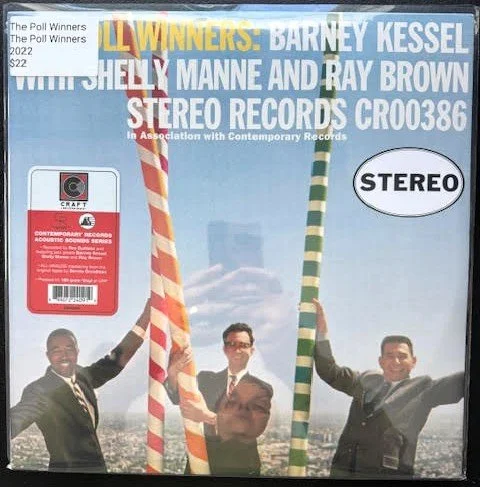 The Poll Winners
The Poll Winners
2022
$22
OLL WINNERS: BARNEY KESSEL
WITH SHELLY MANNE AND RAY BROWN
STEREO RECORDS CR00386
In Association with Contemporary Records
STEREO
C
CRAFT
RECORDINGS
CONTEMPORARY RECORDS
ACOUSTIC SOUNDS SERIES